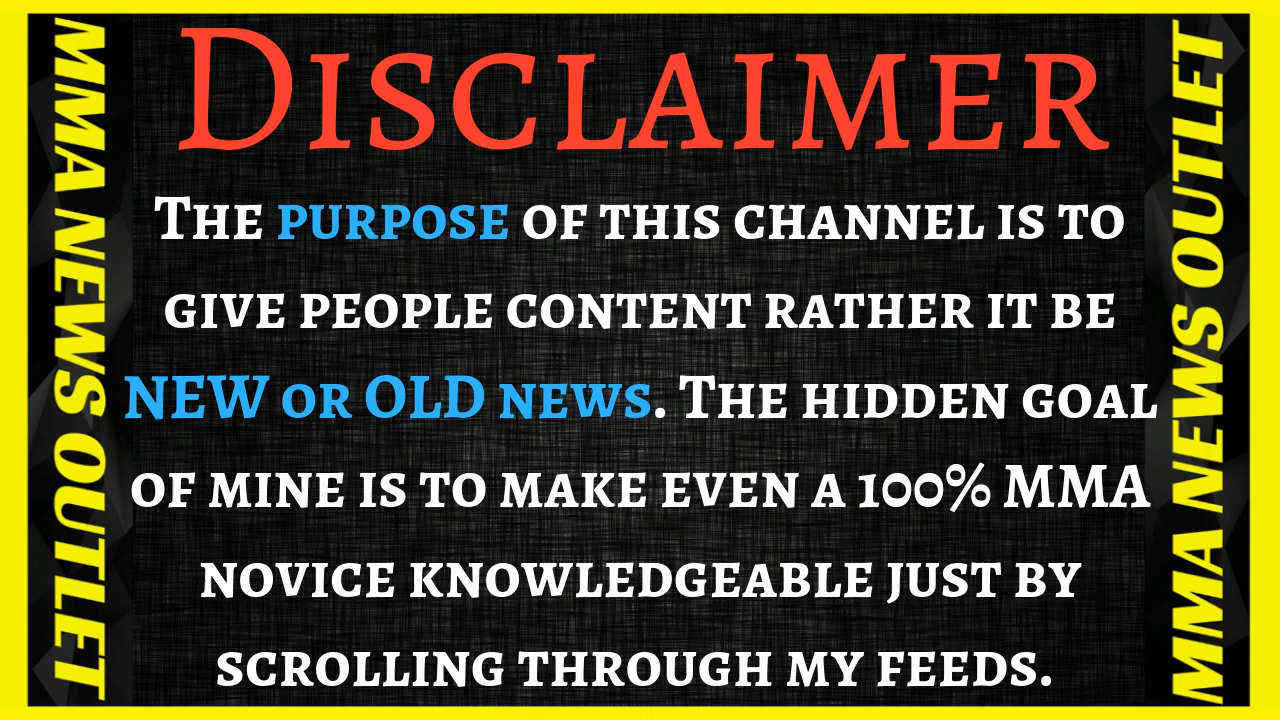 Disclaimer
The purpose of this channel is to
give people content rather it be
NEW or OLD news. The hidden goal
of mine is to make even a 100% MMA
novice knowledgeable just by
scrolling through my feeds.
MMA NEWS OUTLET
MMA NEWS OUTLET